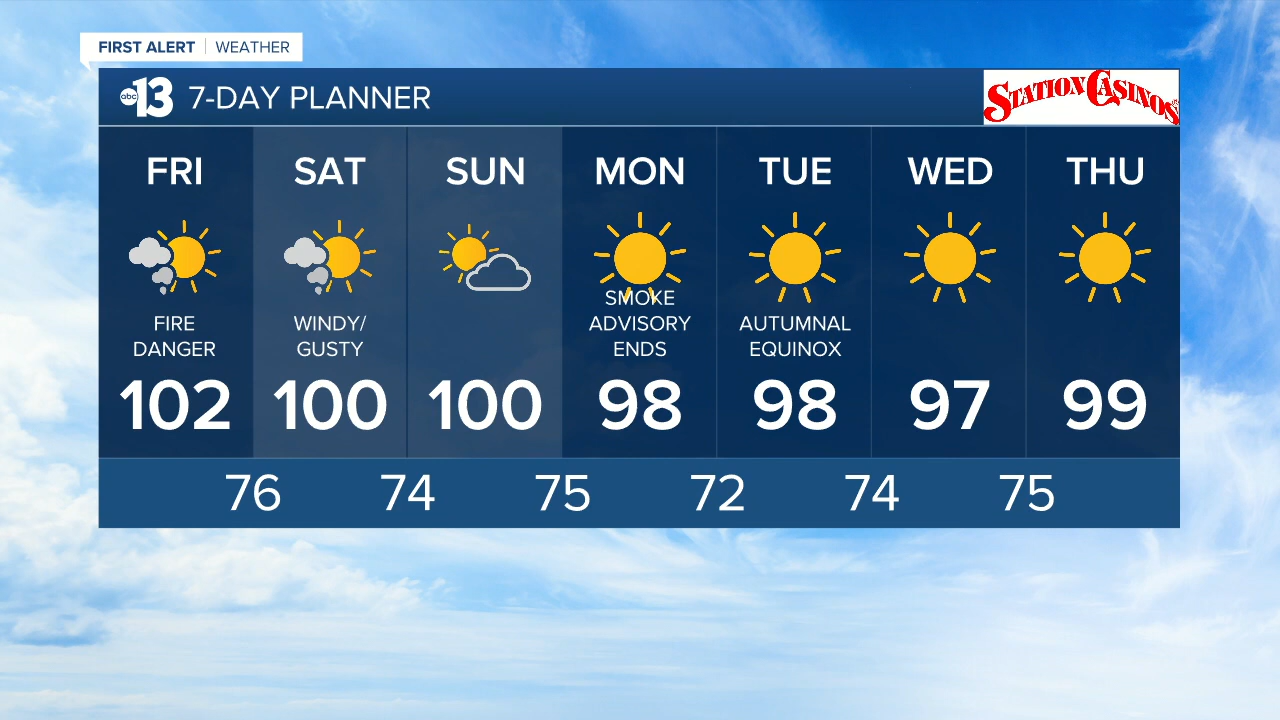 FIRST ALERT | WEATHER
abc 13 7-DAY PLANNER
STATION CASINOS
FRI SAT SUN MON TUE WED THU
SMOKE
FIRE WINDY/ ADVISORY AUTUMNAL
DANGER GUSTY ENDS EQUINOX
102 100 100 98 98 97 99
76 74 75 72 74 75